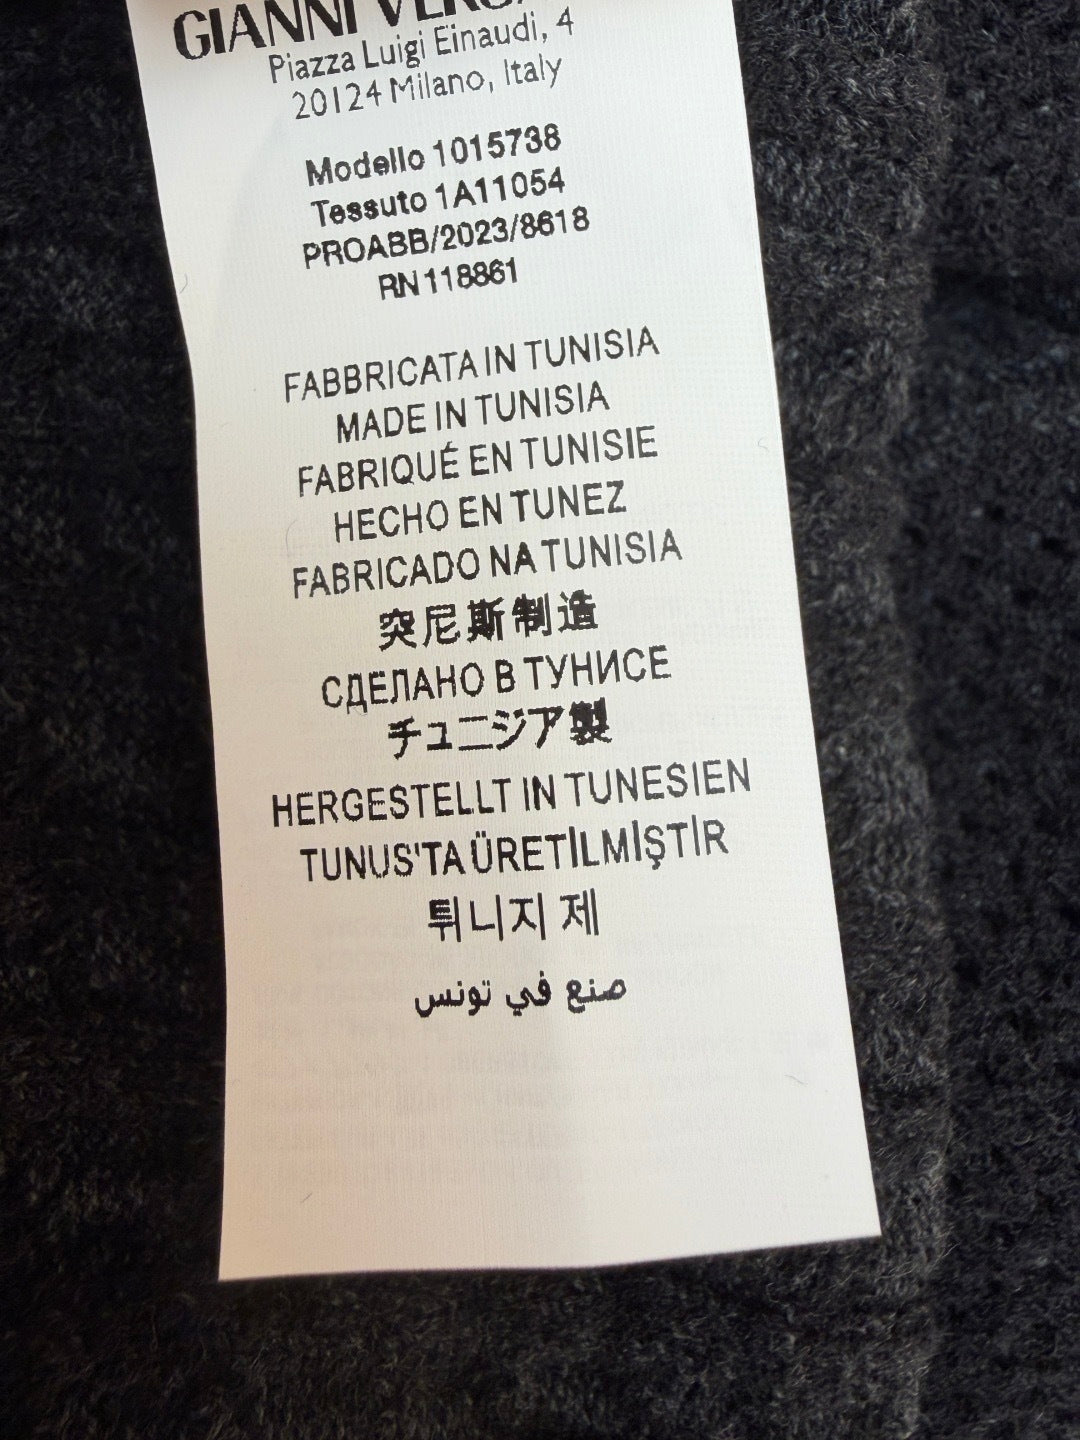 GIANNI
Piazza Luigi Einaudi, 4
20124 Milano, Italy
Modello 1015738
Tessuto 1A11054
PROABB/2023/8618
RN 118861
FABBRICATA IN TUNISIA
MADE IN TUNISIA
FABRIQUÉ EN TUNISIE
HECHO EN TUNEZ
FABRICADO NA TUNISIA
突尼斯制造
СДЕЛАНО В ТУНИСЕ
チュニジア製
HERGESTELLT IN TUNESIEN
TUNUS'TA ÜRETİLMİŞTİR
튀니지 제
صنع في تونس